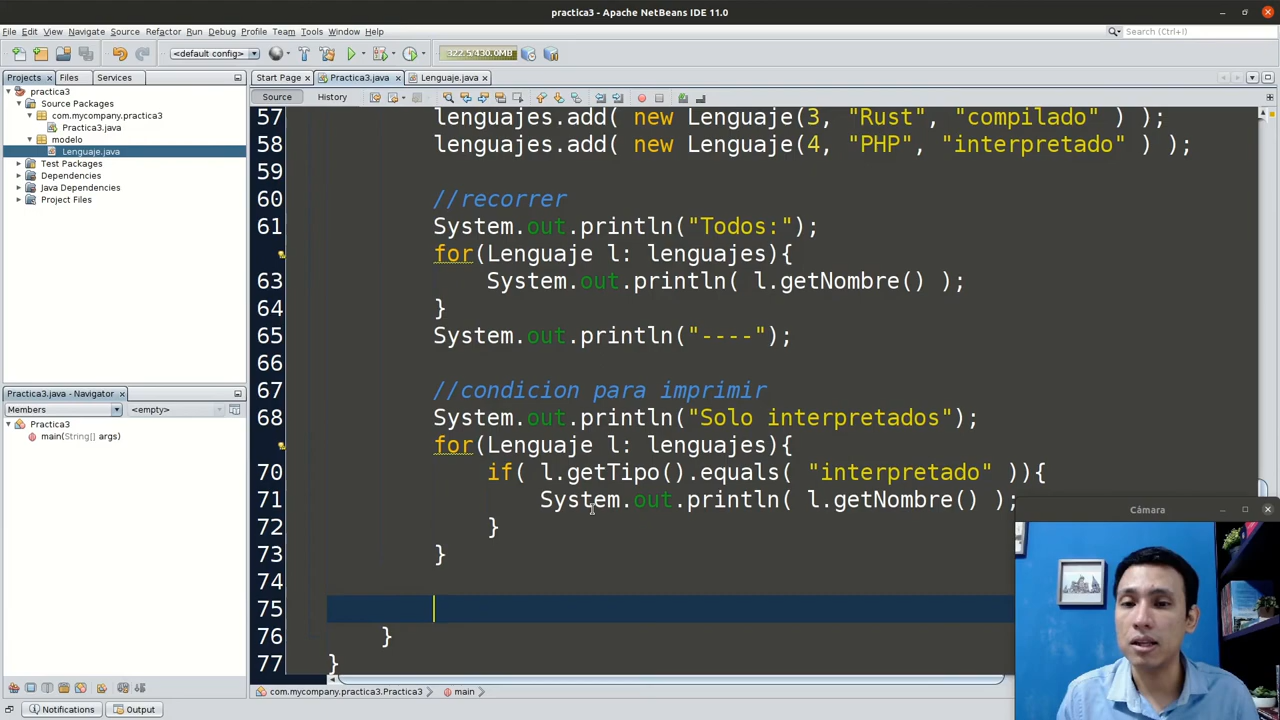 practica3 - Apache NetBeans IDE 11.0
File Edit View Navigate Source Refactor Run Debug Profile Team Tools Window Help
Search (Ctrl+I)
<default config>
322.5/430.0MB
Projects Files Services
Start Page Practica3.java Lenguaje.java
Source History
practica3
Source Packages
com.mycompany.practica3
Practica3.java
modelo
Lenguaje.java
Test Packages
Dependencies
Java Dependencies
Project Files
Practica3.java - Navigator
Members <empty>
Practica3
main(String[] args)
57 lenguajes.add( new Lenguaje(3, "Rust", "compilado" ) );
58 lenguajes.add( new Lenguaje(4, "PHP", "interpretado" ) );
59
60 //recorrer
61 System.out.println("Todos:");
for(Lenguaje l: lenguajes){
63 System.out.println( l.getNombre() );
64 }
65 System.out.println("----");
66
67 //condicion para imprimir
68 System.out.println("Solo interpretados");
for(Lenguaje l: lenguajes){
70 if( l.getTipo().equals( "interpretado" )){
71 System.out.println( l.getNombre() );
72 }
73 }
74
75
76 }
77 }
Cámara
com.mycompany.practica3.Practica3 main
Notifications Output